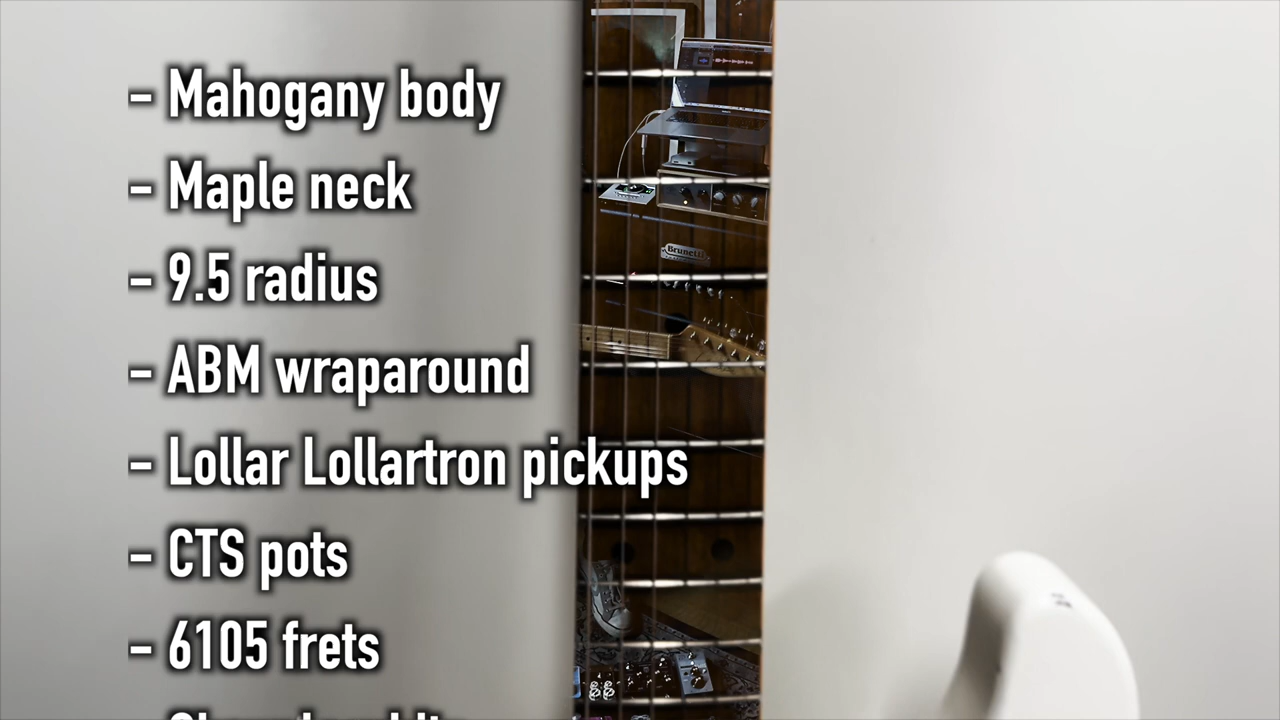 - Mahogany body
- Maple neck
- 9.5 radius
- ABM wraparound
- Lollar Lollartron pickups
- CTS pots
- 6105 frets